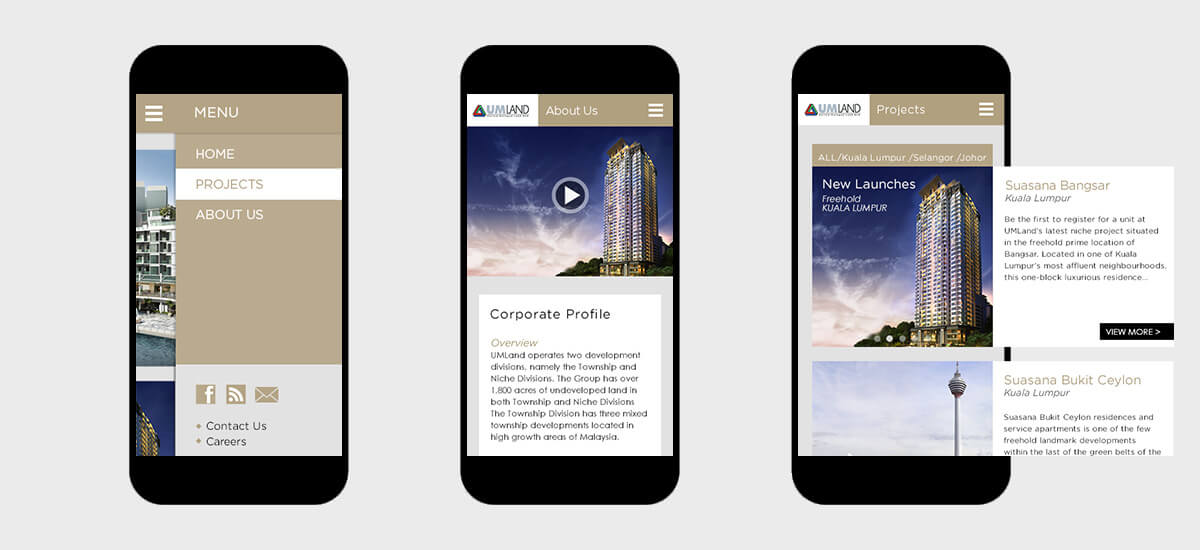 MENU
HOME
PROJECTS
ABOUT US
Contact Us
Careers
UMLAND
About Us
Corporate Profile
Overview
UMLand operates two development
divisions, namely the Township and
Niche Divisions. The Group has over
1,800 acres of undeveloped land in
both Township and Niche Divisions
The Township Division has three mixed
township developments located in
high growth areas of Malaysia.
UMLAND
Projects
ALL/Kuala Lumpur /Selangor /Johor
New Launches
Freehold
KUALA LUMPUR
Suasana Bangsar
Kuala Lumpur
Be the first to register for a unit at
UMLand's latest niche project situated
in the freehold prime location of
Bangsar. Located in one of Kuala
Lumpur's most affluent neighbourhoods,
this one-block luxurious residence...
VIEW MORE >
Suasana Bukit Ceylon
Kuala Lumpur
Suasana Bukit Ceylon residences and
service apartments is one of the few
freehold landmark developments
within the last of the green belts of the